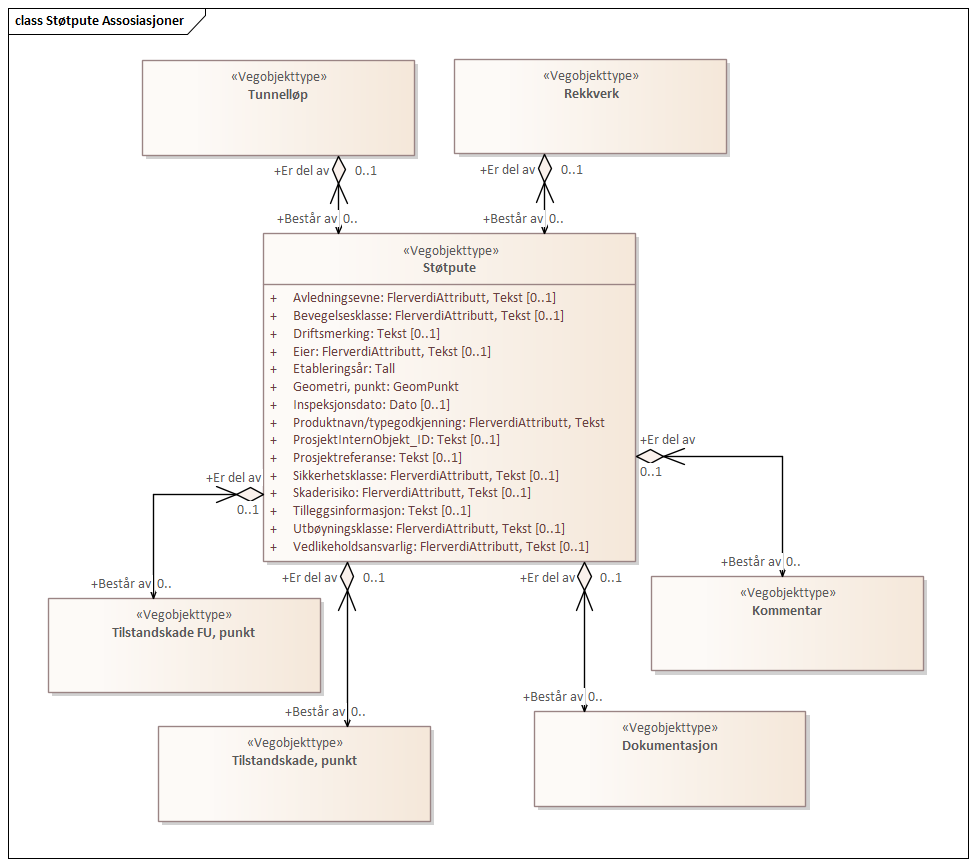 class Støtpute Assosiasjoner
«Vegobjekttype»
Tunnelløp
«Vegobjekttype»
Rekkverk
+Er del av 0..1
+Består av 0..
+Er del av 0..1
+Består av 0..
«Vegobjekttype»
Støtpute
+ Avledningsevne: FlerverdiAttributt, Tekst [0..1]
+ Bevegelsesklasse: FlerverdiAttributt, Tekst [0..1]
+ Driftsmerking: Tekst [0..1]
+ Eier: FlerverdiAttributt, Tekst [0..1]
+ Etableringsår: Tall
+ Geometri, punkt: GeomPunkt
+ Inspeksjonsdato: Dato [0..1]
+ Produktnavn/typegodkjenning: FlerverdiAttributt, Tekst
+ ProsjektInternObjekt_ID: Tekst [0..1]
+ Prosjektreferanse: Tekst [0..1]
+ Sikkerhetsklasse: FlerverdiAttributt, Tekst [0..1]
+ Skaderisiko: FlerverdiAttributt, Tekst [0..1]
+ Tilleggsinformasjon: Tekst [0..1]
+ Utbøyningsklasse: FlerverdiAttributt, Tekst [0..1]
+ Vedlikeholdsansvarlig: FlerverdiAttributt, Tekst [0..1]
+Er del av
0..1
+Består av 0..
«Vegobjekttype»
Kommentar
+Er del av
0..1
+Består av 0..
«Vegobjekttype»
Tilstandskade FU, punkt
+Er del av 0..1
+Består av 0..
«Vegobjekttype»
Tilstandskade, punkt
+Er del av 0..1
+Består av 0..
«Vegobjekttype»
Dokumentasjon